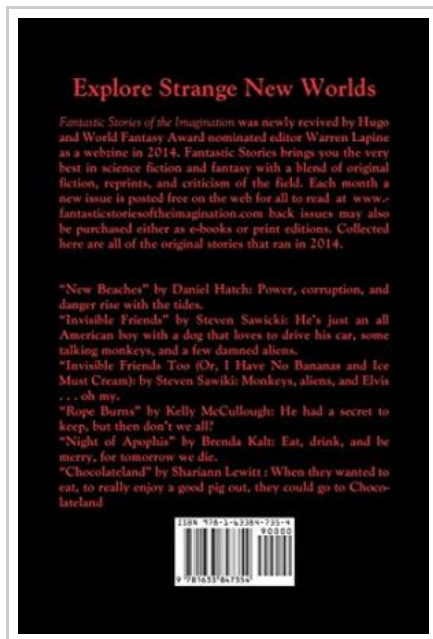 Explore Strange New Worlds
Fantastic Stories of the Imagination was newly revived by Hugo
and World Fantasy Award nominated editor Warren Lapine
as a webzine in 2014. Fantastic Stories brings you the very
best in science fiction and fantasy with a blend of original
fiction, reprints, and criticism of the field. Each month a
new issue is posted free on the web for all to read at www.-
fantasticstoriesoftheimagination.com back issues may also
be purchased either as e-books or print editions. Collected
here are all of the original stories that ran in 2014.
“New Beaches” by Daniel Hatch: Power, corruption, and
danger rise with the tides.
“Invisible Friends” by Steven Sawicki: He’s just an all
American boy with a dog that loves to drive his car, some
talking monkeys, and a few damned aliens.
“Invisible Friends Too (Or, I Have No Bananas and Ice
Must Cream): by Steven Sawiki: Monkeys, aliens, and Elvis
. . . oh my.
“Rope Burns” by Kelly McCullough: He had a secret to
keep, but then don’t we all?
“Night of Apophis” by Brenda Kalt: Eat, drink, and be
merry, for tomorrow we die.
“Chocolateland” by Shariann Lewitt : When they wanted to
eat, to really enjoy a good pig out, they could go to Choco-
lateland
ISBN 978-1-63384-735-4
90000
9 781633 847354